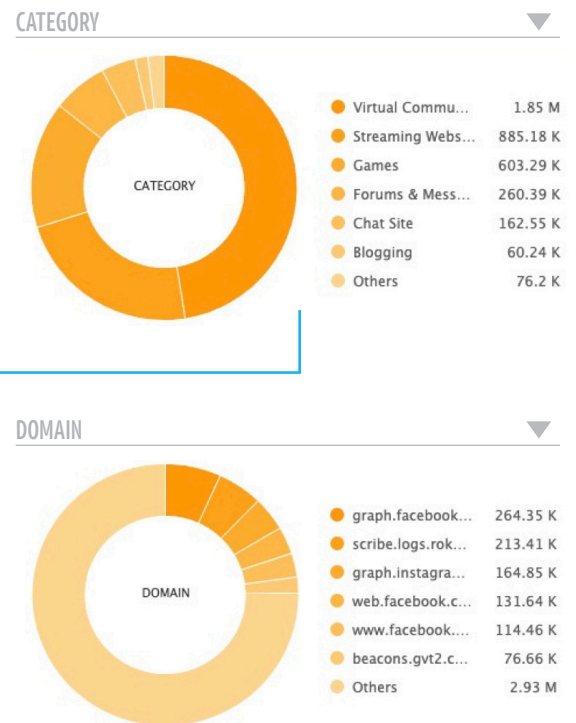 CATEGORY
CATEGORY
Virtual Commu... 1.85 M
Streaming Webs... 885.18 K
Games 603.29 K
Forums & Mess... 260.39 K
Chat Site 162.55 K
Blogging 60.24 K
Others 76.2 K
DOMAIN
DOMAIN
graph.facebook... 264.35 K
scribe.logs.rok... 213.41 K
graph.instagra... 164.85 K
web.facebook.c... 131.64 K
www.facebook.... 114.46 K
beacons.gvt2.c... 76.66 K
Others 2.93 M